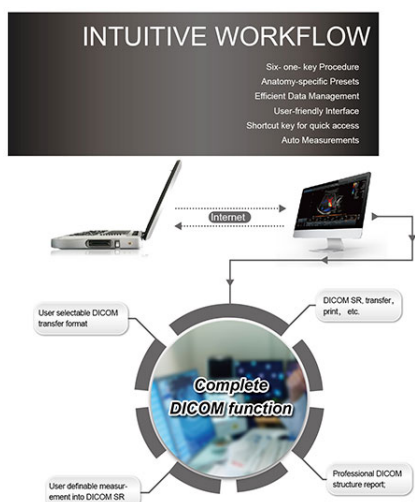 INTUITIVE WORKFLOW
Six- one- key Procedure
Anatomy-specific Presets
Efficient Data Management
User-friendly Interface
Shortcut key for quick access
Auto Measurements
Internet
User selectable DICOM
transfer format
DICOM SR, transfer,
print, etc.
Complete
DICOM function
User definable measur-
ement into DICOM SR
Professional DICOM
structure report;